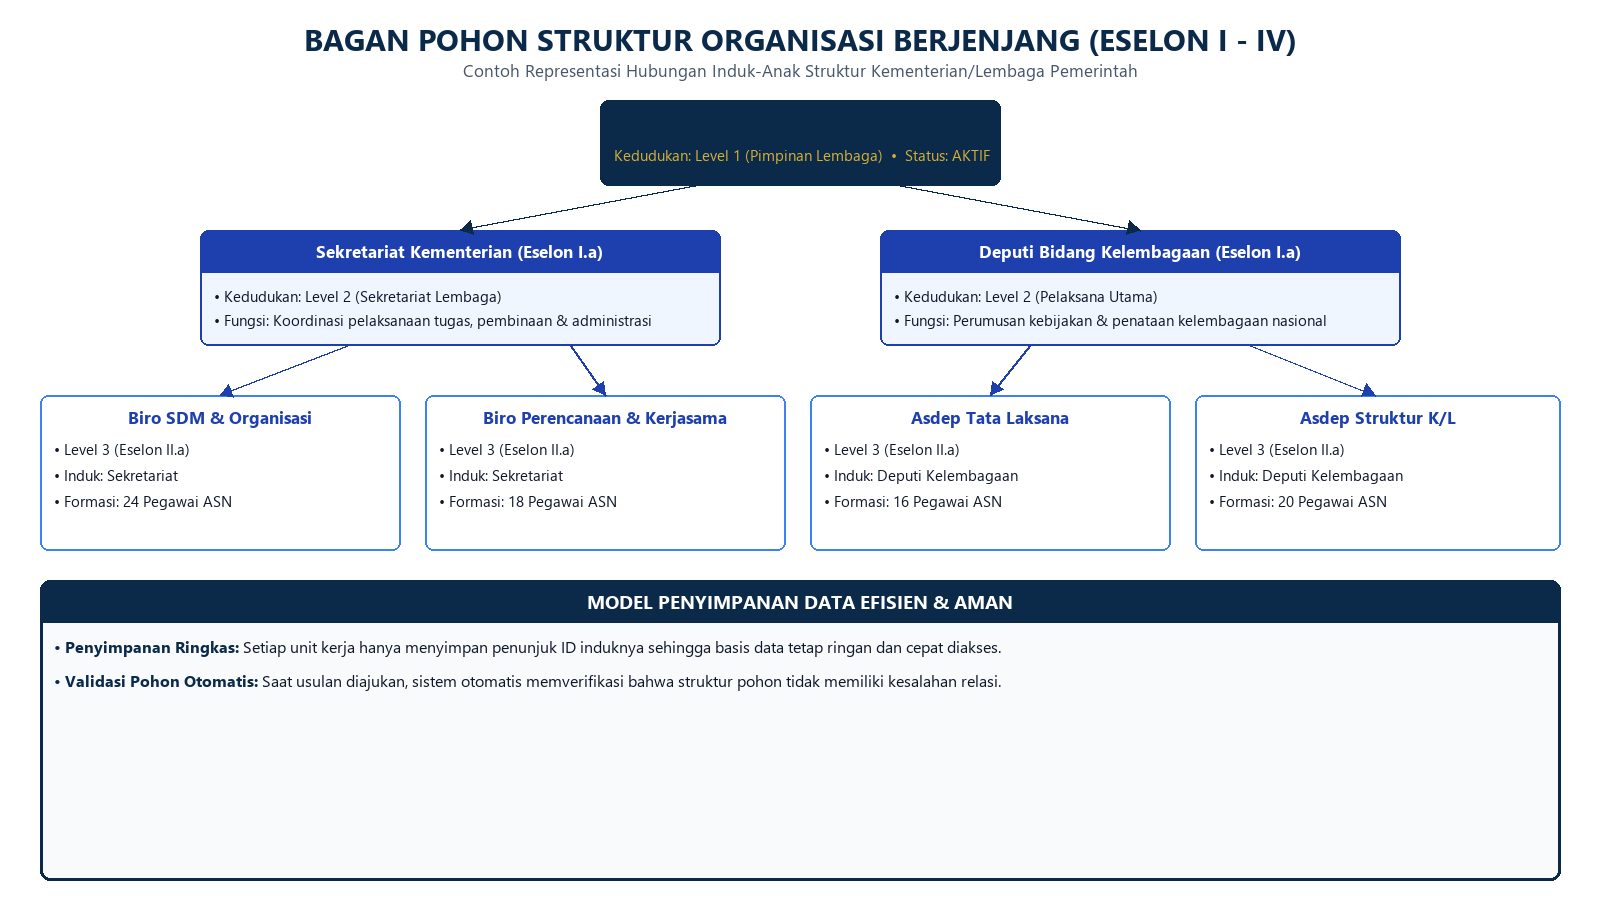 BAGAN POHON STRUKTUR ORGANISASI BERJENJANG (ESELON I - IV)
Contoh Representasi Hubungan Induk-Anak Struktur Kementerian/Lembaga Pemerintah
Kedudukan: Level 1 (Pimpinan Lembaga) • Status: AKTIF
Sekretariat Kementerian (Eselon I.a)
• Kedudukan: Level 2 (Sekretariat Lembaga)
• Fungsi: Koordinasi pelaksanaan tugas, pembinaan & administrasi
Deputi Bidang Kelembagaan (Eselon I.a)
• Kedudukan: Level 2 (Pelaksana Utama)
• Fungsi: Perumusan kebijakan & penataan kelembagaan nasional
Biro SDM & Organisasi
• Level 3 (Eselon II.a)
• Induk: Sekretariat
• Formasi: 24 Pegawai ASN
Biro Perencanaan & Kerjasama
• Level 3 (Eselon II.a)
• Induk: Sekretariat
• Formasi: 18 Pegawai ASN
Asdep Tata Laksana
• Level 3 (Eselon II.a)
• Induk: Deputi Kelembagaan
• Formasi: 16 Pegawai ASN
Asdep Struktur K/L
• Level 3 (Eselon II.a)
• Induk: Deputi Kelembagaan
• Formasi: 20 Pegawai ASN
MODEL PENYIMPANAN DATA EFISIEN & AMAN
• Penyimpanan Ringkas: Setiap unit kerja hanya menyimpan penunjuk ID induknya sehingga basis data tetap ringan dan cepat diakses.
• Validasi Pohon Otomatis: Saat usulan diajukan, sistem otomatis memverifikasi bahwa struktur pohon tidak memiliki kesalahan relasi.